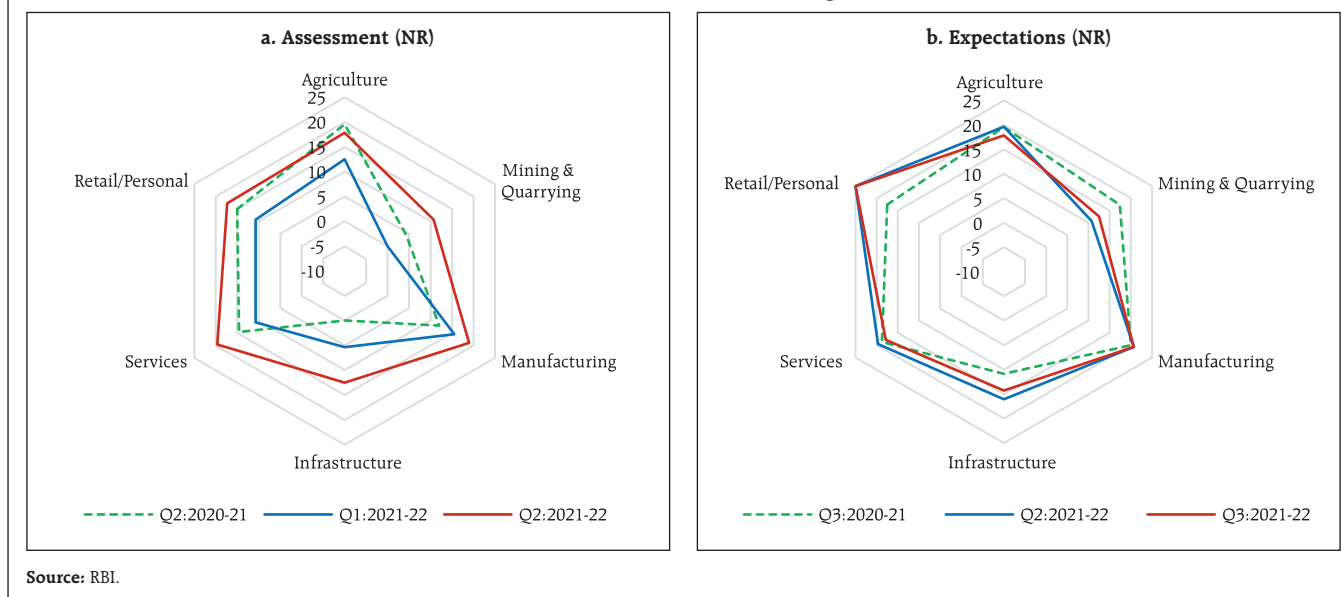 a. Assessment (NR)
Agriculture
25
20
15
10
5
0
-5
-10
Mining &
Quarrying
Retail/Personal
Services
Manufacturing
Infrastructure
Q2:2020-21 Q1:2021-22 Q2:2021-22
b. Expectations (NR)
Agriculture
25
20
15
10
5
0
-5
-10
Retail/Personal
Mining & Quarrying
Services
Manufacturing
Infrastructure
Q3:2020-21 Q2:2021-22 Q3:2021-22
Source: RBI.